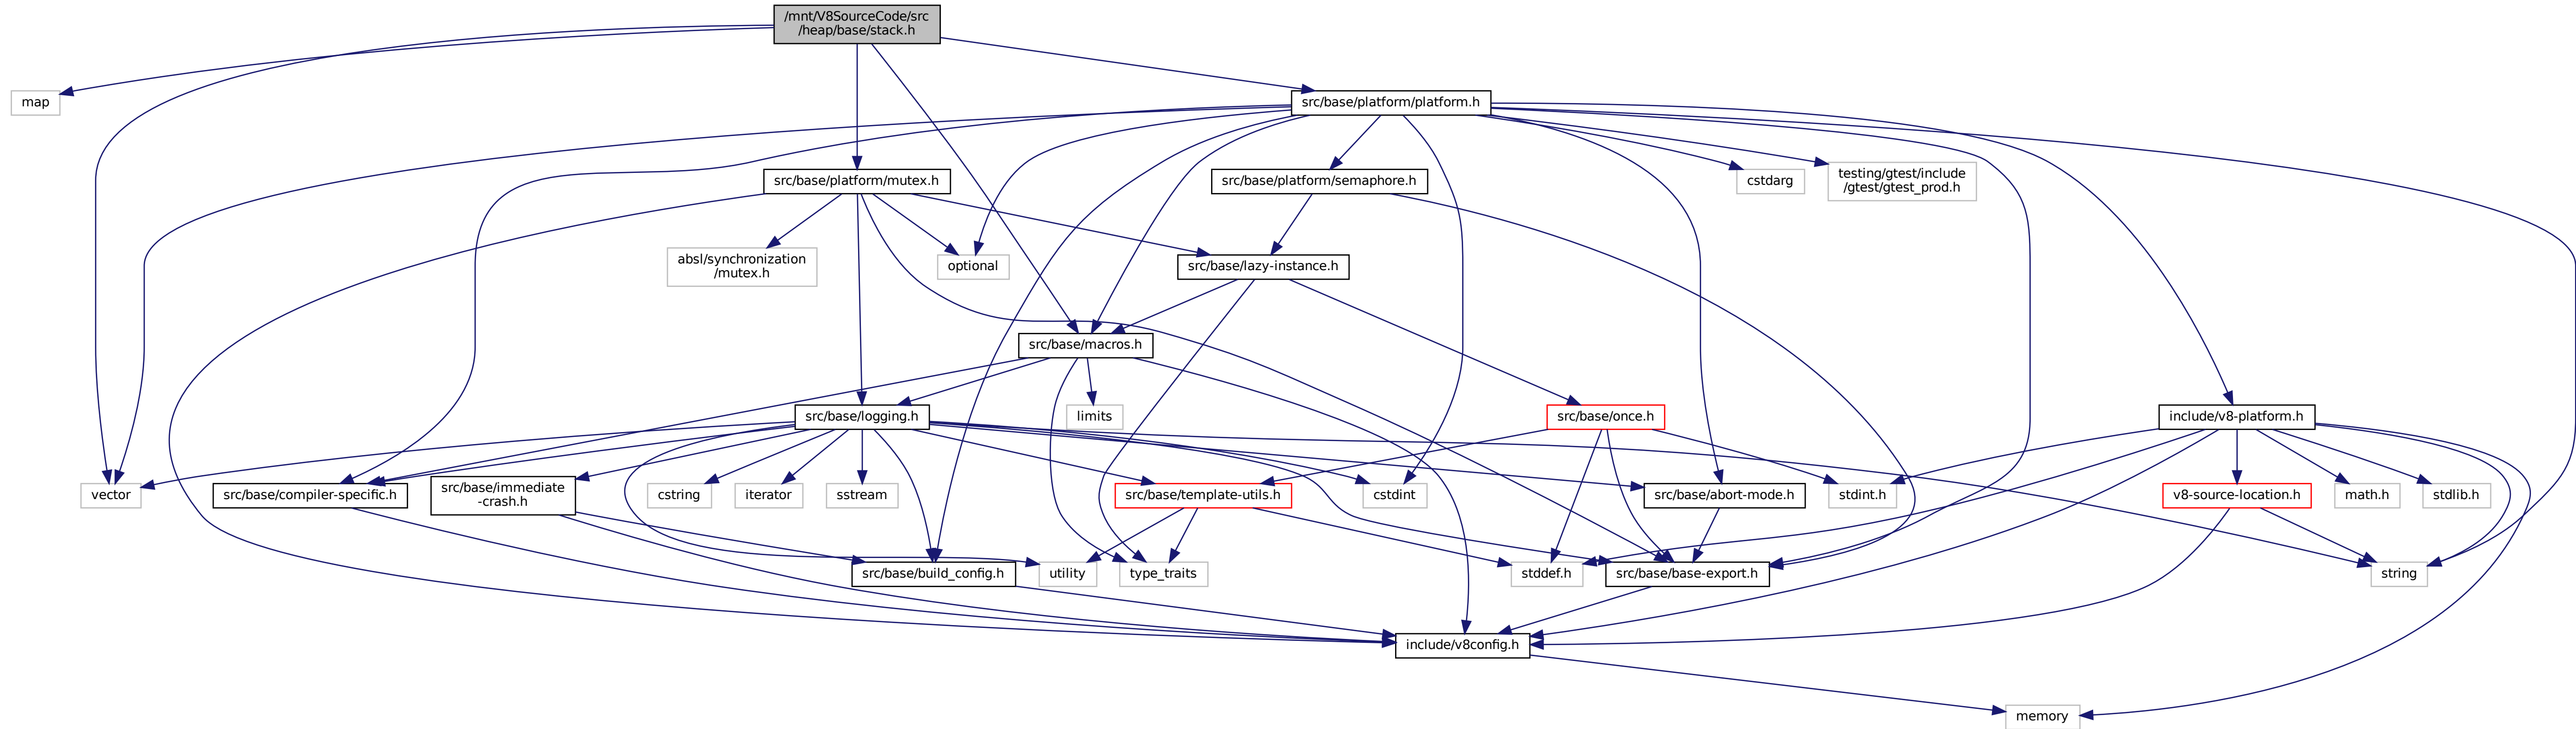 /mnt/V8SourceCode/src
/heap/base/stack.h
map
src/base/platform/platform.h
src/base/platform/mutex.h
src/base/platform/semaphore.h
cstdarg
testing/gtest/include
/gtest/gtest_prod.h
absl/synchronization
/mutex.h
optional
src/base/lazy-instance.h
src/base/macros.h
src/base/logging.h
limits
src/base/once.h
include/v8-platform.h
vector
src/base/compiler-specific.h
src/base/immediate
-crash.h
cstring
iterator
sstream
src/base/template-utils.h
cstdint
src/base/abort-mode.h
stdint.h
v8-source-location.h
math.h
stdlib.h
src/base/build_config.h
utility
type_traits
stddef.h
src/base/base-export.h
string
include/v8config.h
memory